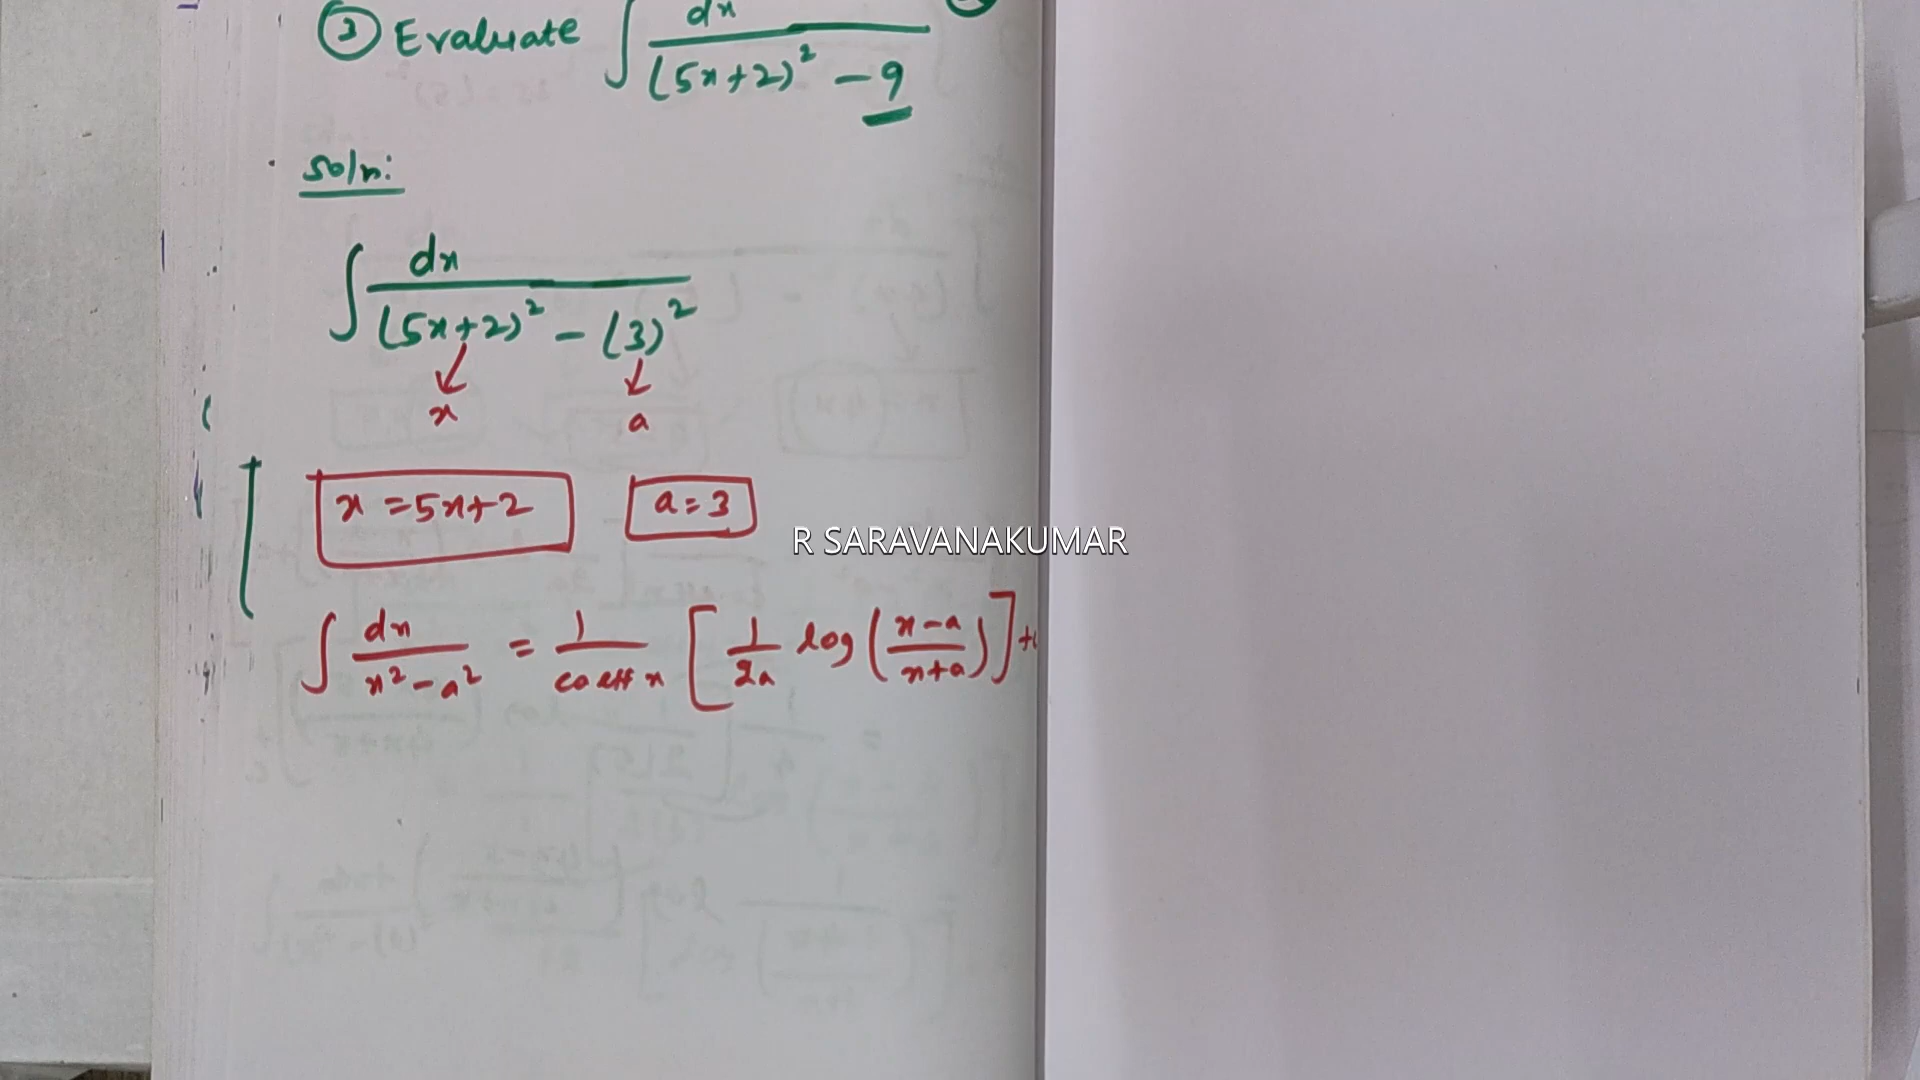 ③ Evaluate ∫ dx / (5x+2)² − 9
Soln:
∫ dx / (5x+2)² − (3)²
x a
x = 5x+2 a = 3
∫ dx / x² − a² = 1 / coeff x [ 1 / 2a log ( x−a / x+a ) ] + c
R SARAVANAKUMAR